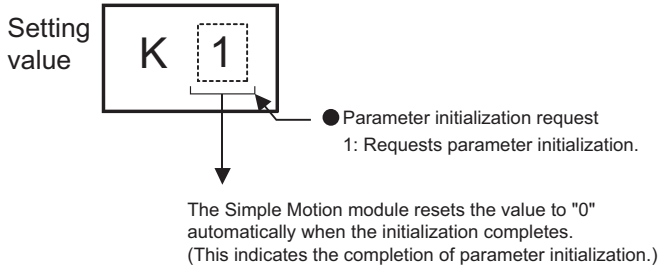 Setting
value
K 1
● Parameter initialization request
1: Requests parameter initialization.
The Simple Motion module resets the value to "0"
automatically when the initialization completes.
(This indicates the completion of parameter initialization.)